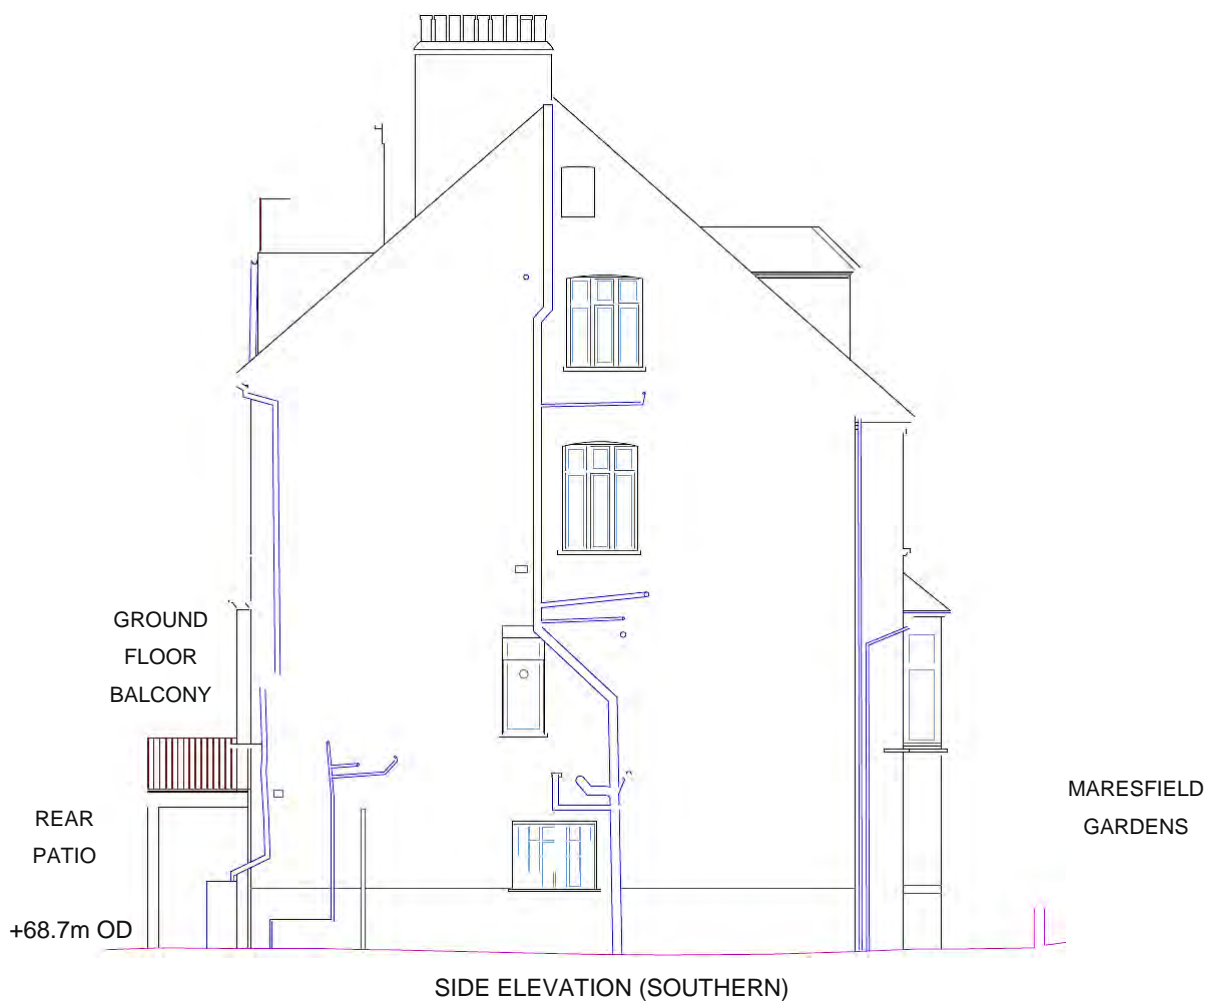 GROUND
FLOOR
BALCONY
REAR
PATIO
+68.7m OD
MARESFIELD
GARDENS
SIDE ELEVATION (SOUTHERN)